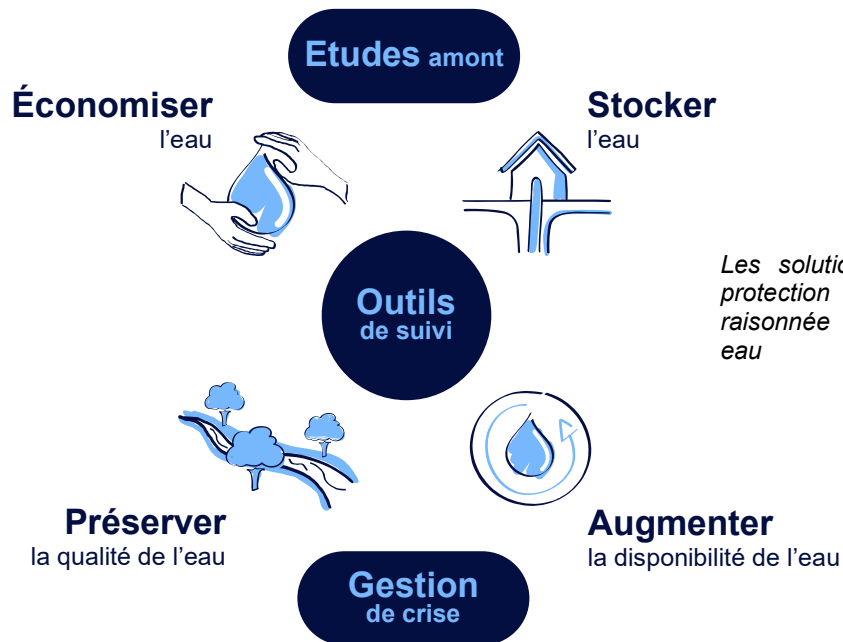 Etudes amont
Économiser
l'eau
Stocker
l'eau
Outils
de suivi
Les solutio
protection
raisonnée
eau
Préserver
la qualité de l'eau
Augmenter
la disponibilité de l'eau
Gestion
de crise